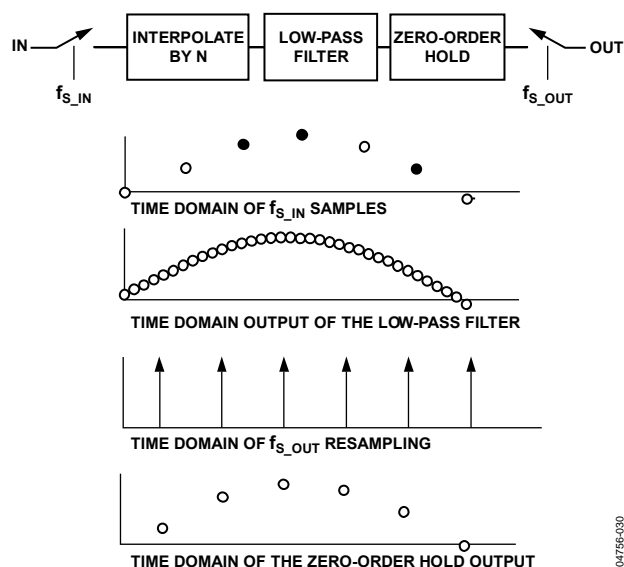 IN
INTERPOLATE
BY N
LOW-PASS
FILTER
ZERO-ORDER
HOLD
OUT
fS_IN
fS_OUT
TIME DOMAIN OF fS_IN SAMPLES
TIME DOMAIN OUTPUT OF THE LOW-PASS FILTER
TIME DOMAIN OF fS_OUT RESAMPLING
TIME DOMAIN OF THE ZERO-ORDER HOLD OUTPUT
04756-030